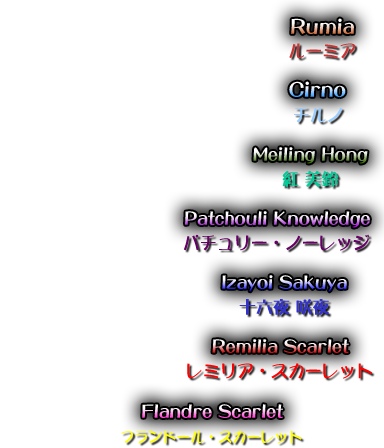 Rumia
ルーミア
Cirno
チルノ
Meiling Hong
紅 美鈴
Patchouli Knowledge
パチュリー・ノーレッジ
Izayoi Sakuya
十六夜 咲夜
Remilia Scarlet
レミリア・スカーレット
Flandre Scarlet
フランドール・スカーレット